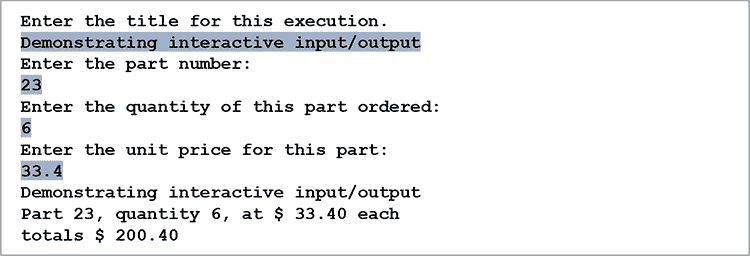 Enter the title for this execution.
Demonstrating interactive input/output
Enter the part number:
23
Enter the quantity of this part ordered:
6
Enter the unit price for this part:
33.4
Demonstrating interactive input/output
Part 23, quantity 6, at $ 33.40 each
totals $ 200.40